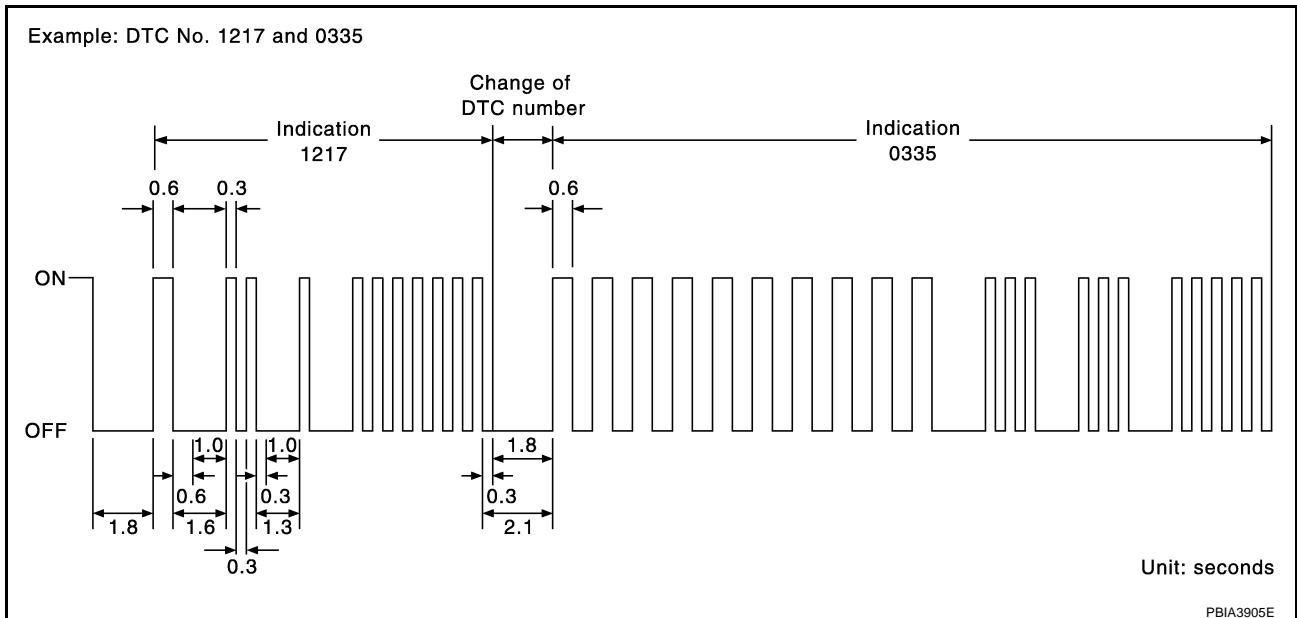 Example: DTC No. 1217 and 0335
Change of
DTC number
Indication
1217
Indication
0335
0.6
0.3
0.6
ON
OFF
1.0
1.0
1.8
0.6
0.3
0.3
1.8
1.6
1.3
2.1
0.3
Unit: seconds
PBIA3905E